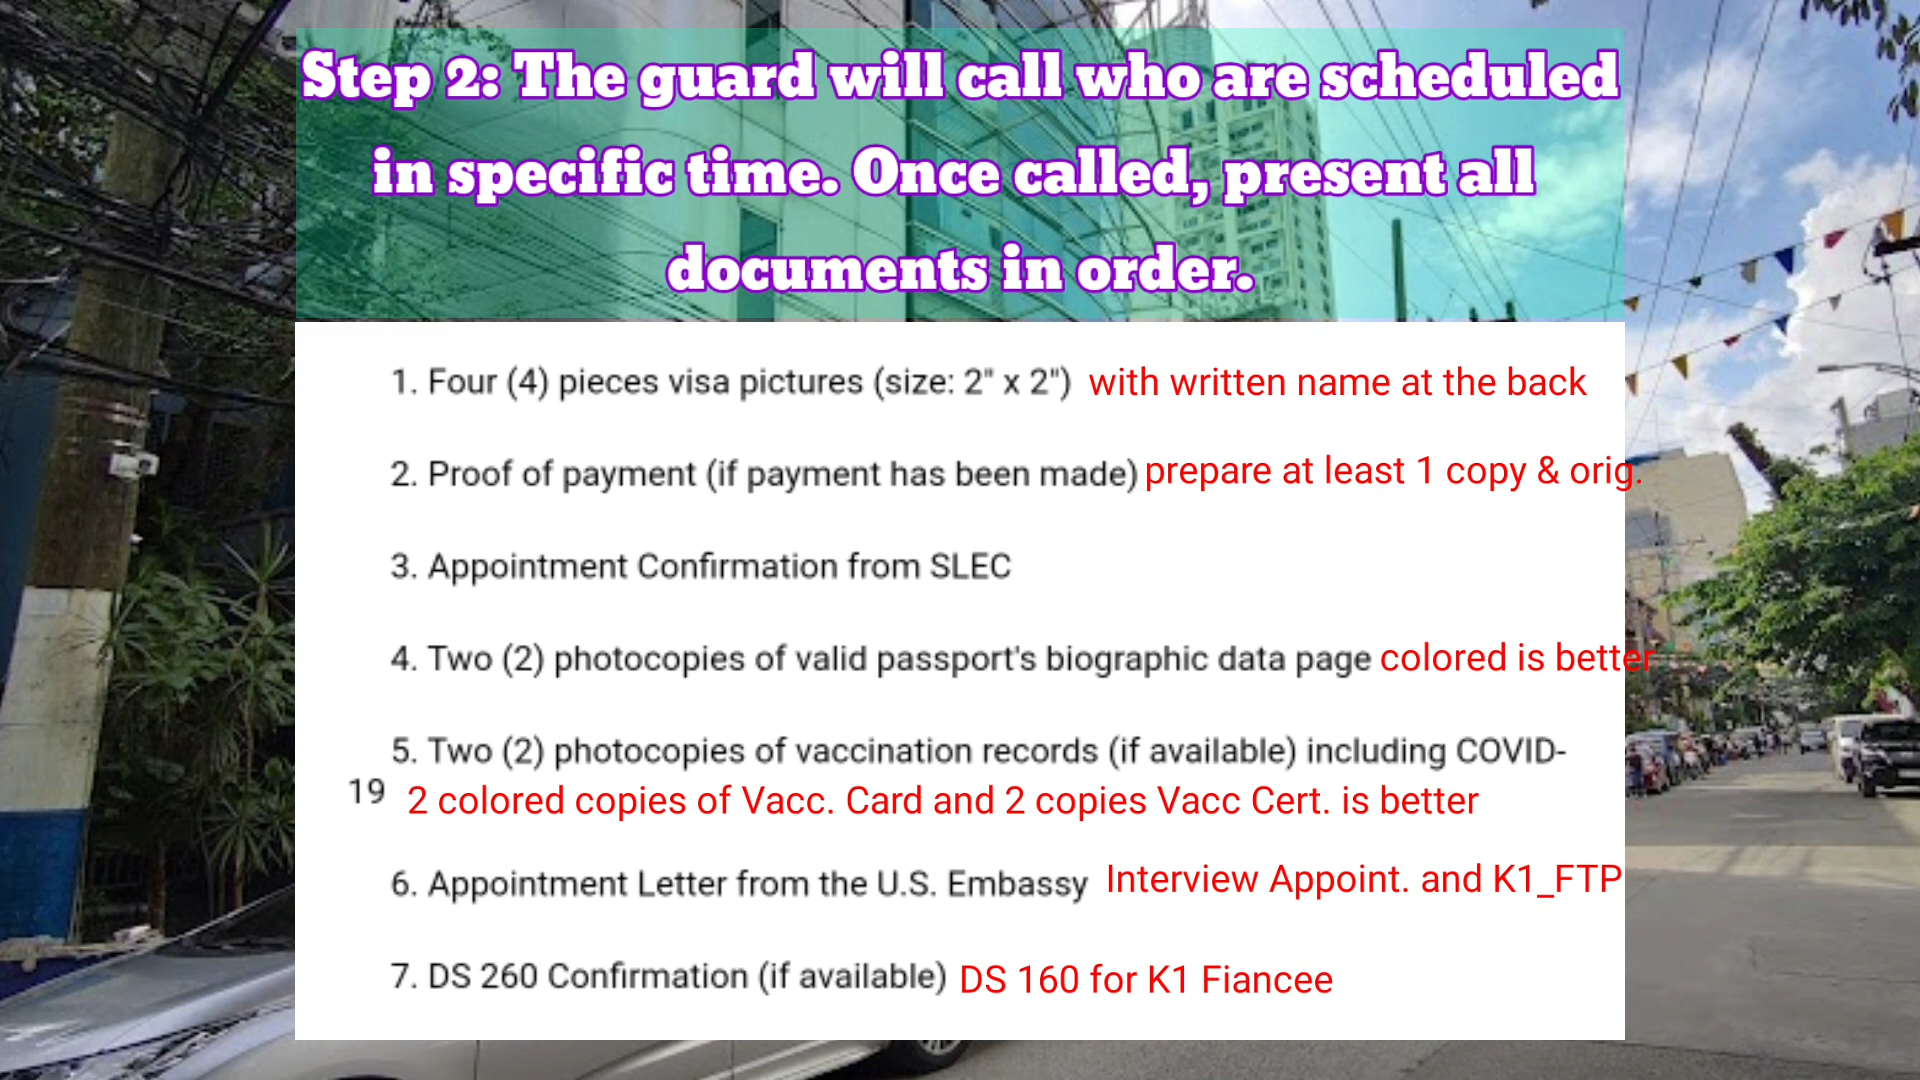 Step 2: The guard will call who are scheduled
in specific time. Once called, present all
documents in order.
1. Four (4) pieces visa pictures (size: 2" x 2") with written name at the back
2. Proof of payment (if payment has been made) prepare at least 1 copy & orig.
3. Appointment Confirmation from SLEC
4. Two (2) photocopies of valid passport's biographic data page colored is better
5. Two (2) photocopies of vaccination records (if available) including COVID-
19 2 colored copies of Vacc. Card and 2 copies Vacc Cert. is better
6. Appointment Letter from the U.S. Embassy Interview Appoint. and K1_FTP
7. DS 260 Confirmation (if available) DS 160 for K1 Fiancee